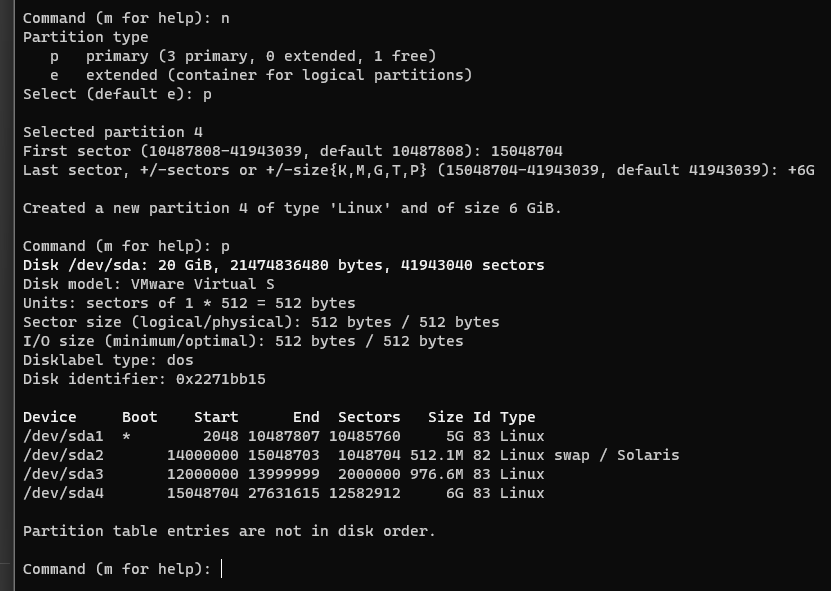 Command (m for help): n
Partition type
   p   primary (3 primary, 0 extended, 1 free)
   e   extended (container for logical partitions)
Select (default e): p

Selected partition 4
First sector (10487808-41943039, default 10487808): 15048704
Last sector, +/-sectors or +/-size{K,M,G,T,P} (15048704-41943039, default 41943039): +6G

Created a new partition 4 of type 'Linux' and of size 6 GiB.

Command (m for help): p
Disk /dev/sda: 20 GiB, 21474836480 bytes, 41943040 sectors
Disk model: VMware Virtual S
Units: sectors of 1 * 512 = 512 bytes
Sector size (logical/physical): 512 bytes / 512 bytes
I/O size (minimum/optimal): 512 bytes / 512 bytes
Disklabel type: dos
Disk identifier: 0x2271bb15

Device     Boot    Start      End  Sectors   Size Id Type
/dev/sda1  *        2048 10487807 10485760     5G 83 Linux
/dev/sda2       14000000 15048703  1048704 512.1M 82 Linux swap / Solaris
/dev/sda3       12000000 13999999  2000000 976.6M 83 Linux
/dev/sda4       15048704 27631615 12582912     6G 83 Linux

Partition table entries are not in disk order.

Command (m for help):